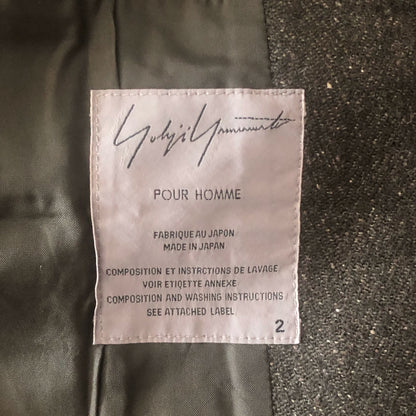 Yohji Yamamoto
POUR HOMME
FABRIQUE AU JAPON
MADE IN JAPAN
COMPOSITION ET INSTRCTIONS DE LAVAGE
VOIR ETIQETTE ANNEXE
COMPOSITION AND WASHING INSTRUCTIONS
SEE ATTACHED LABEL
2